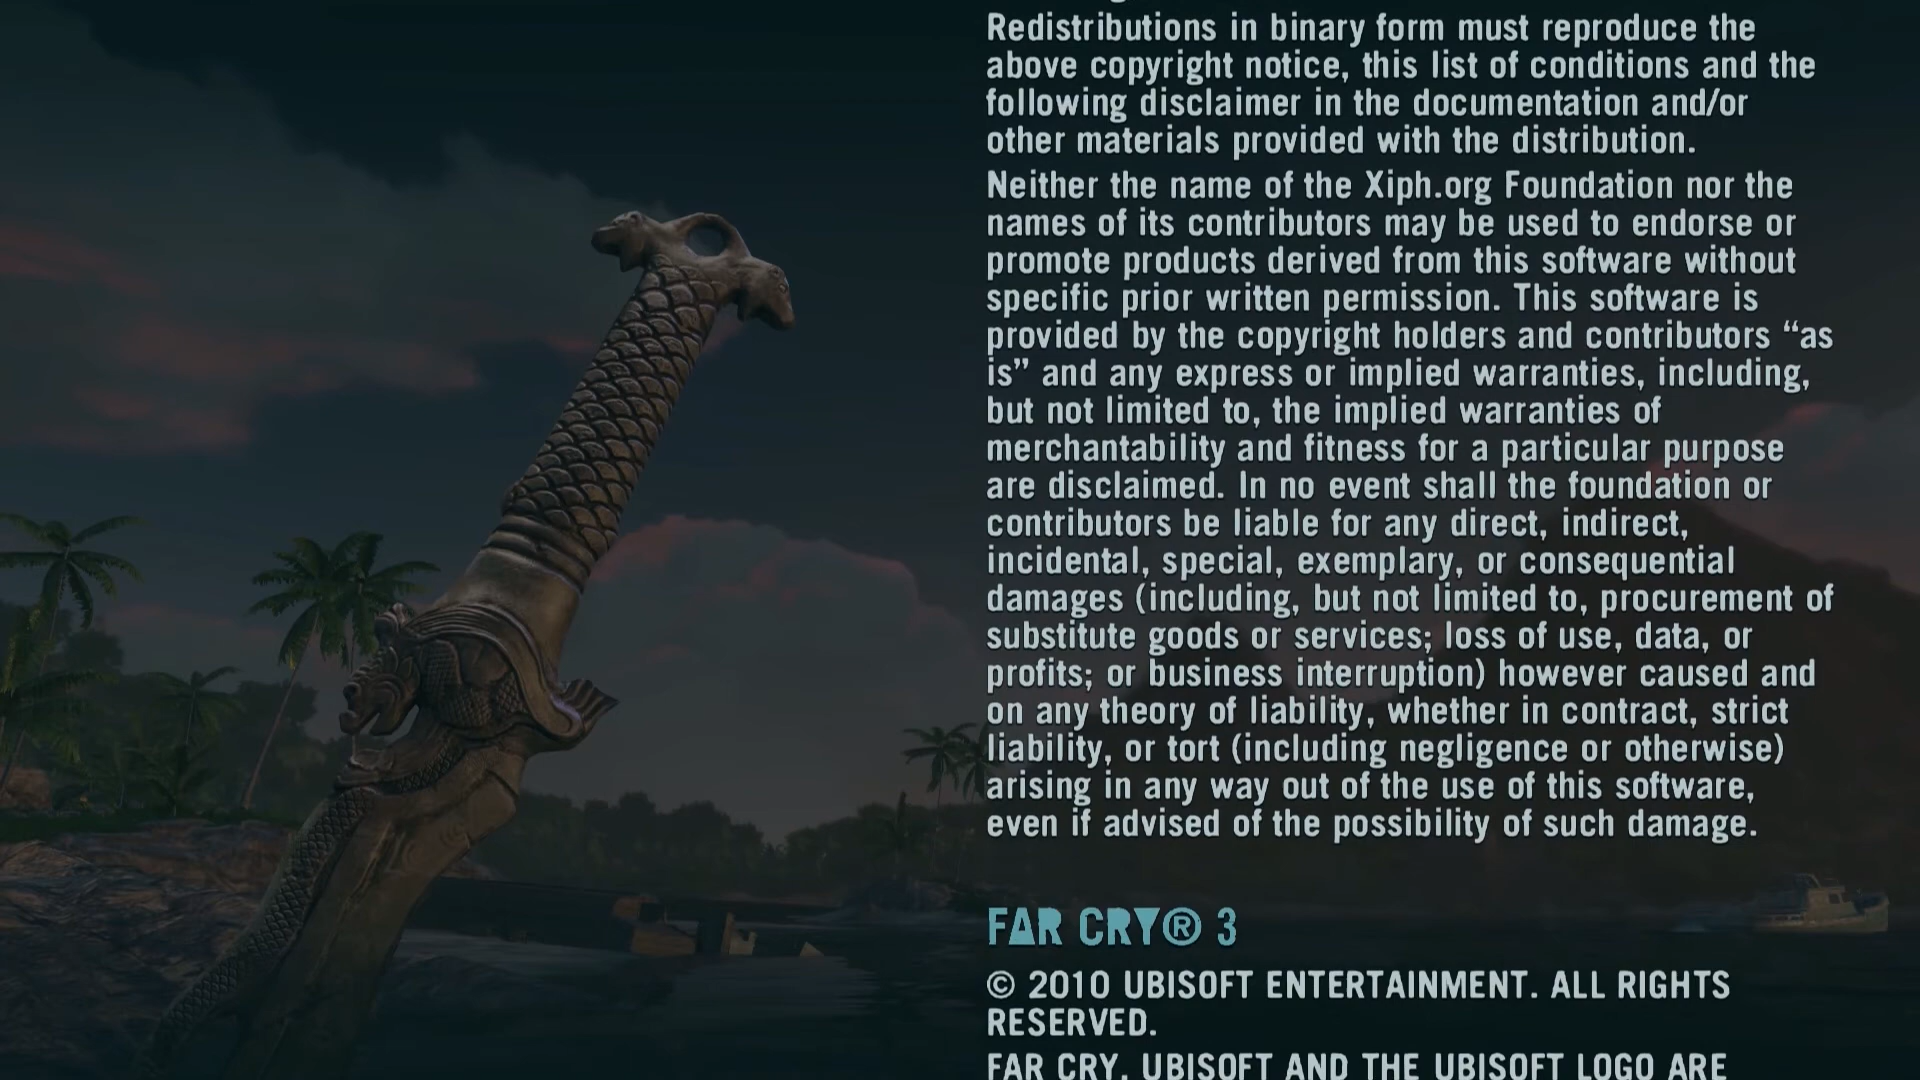 Redistributions in binary form must reproduce the
above copyright notice, this list of conditions and the
following disclaimer in the documentation and/or
other materials provided with the distribution.
Neither the name of the Xiph.org Foundation nor the
names of its contributors may be used to endorse or
promote products derived from this software without
specific prior written permission. This software is
provided by the copyright holders and contributors “as
is” and any express or implied warranties, including,
but not limited to, the implied warranties of
merchantability and fitness for a particular purpose
are disclaimed. In no event shall the foundation or
contributors be liable for any direct, indirect,
incidental, special, exemplary, or consequential
damages (including, but not limited to, procurement of
substitute goods or services; loss of use, data, or
profits; or business interruption) however caused and
on any theory of liability, whether in contract, strict
liability, or tort (including negligence or otherwise)
arising in any way out of the use of this software,
even if advised of the possibility of such damage.
FAR CRY® 3
© 2010 UBISOFT ENTERTAINMENT. ALL RIGHTS
RESERVED.
FAR CRY, UBISOFT AND THE UBISOFT LOGO ARE